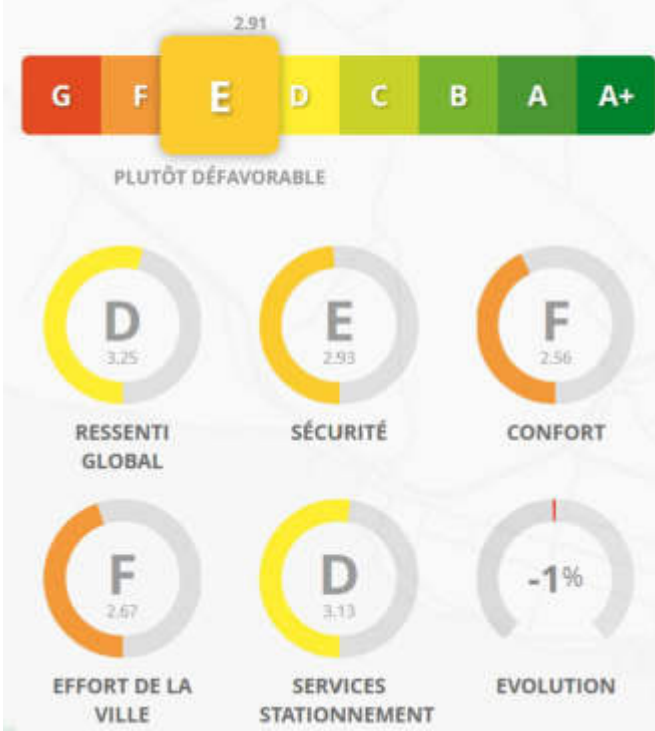 2.91
G F E D C B A A+
PLUTÔT DÉFAVORABLE
D
3.25
RESSENTI
GLOBAL
E
2.93
SÉCURITÉ
F
2.56
CONFORT
F
2.67
EFFORT DE LA
VILLE
D
3.13
SERVICES
STATIONNEMENT
-1%
EVOLUTION